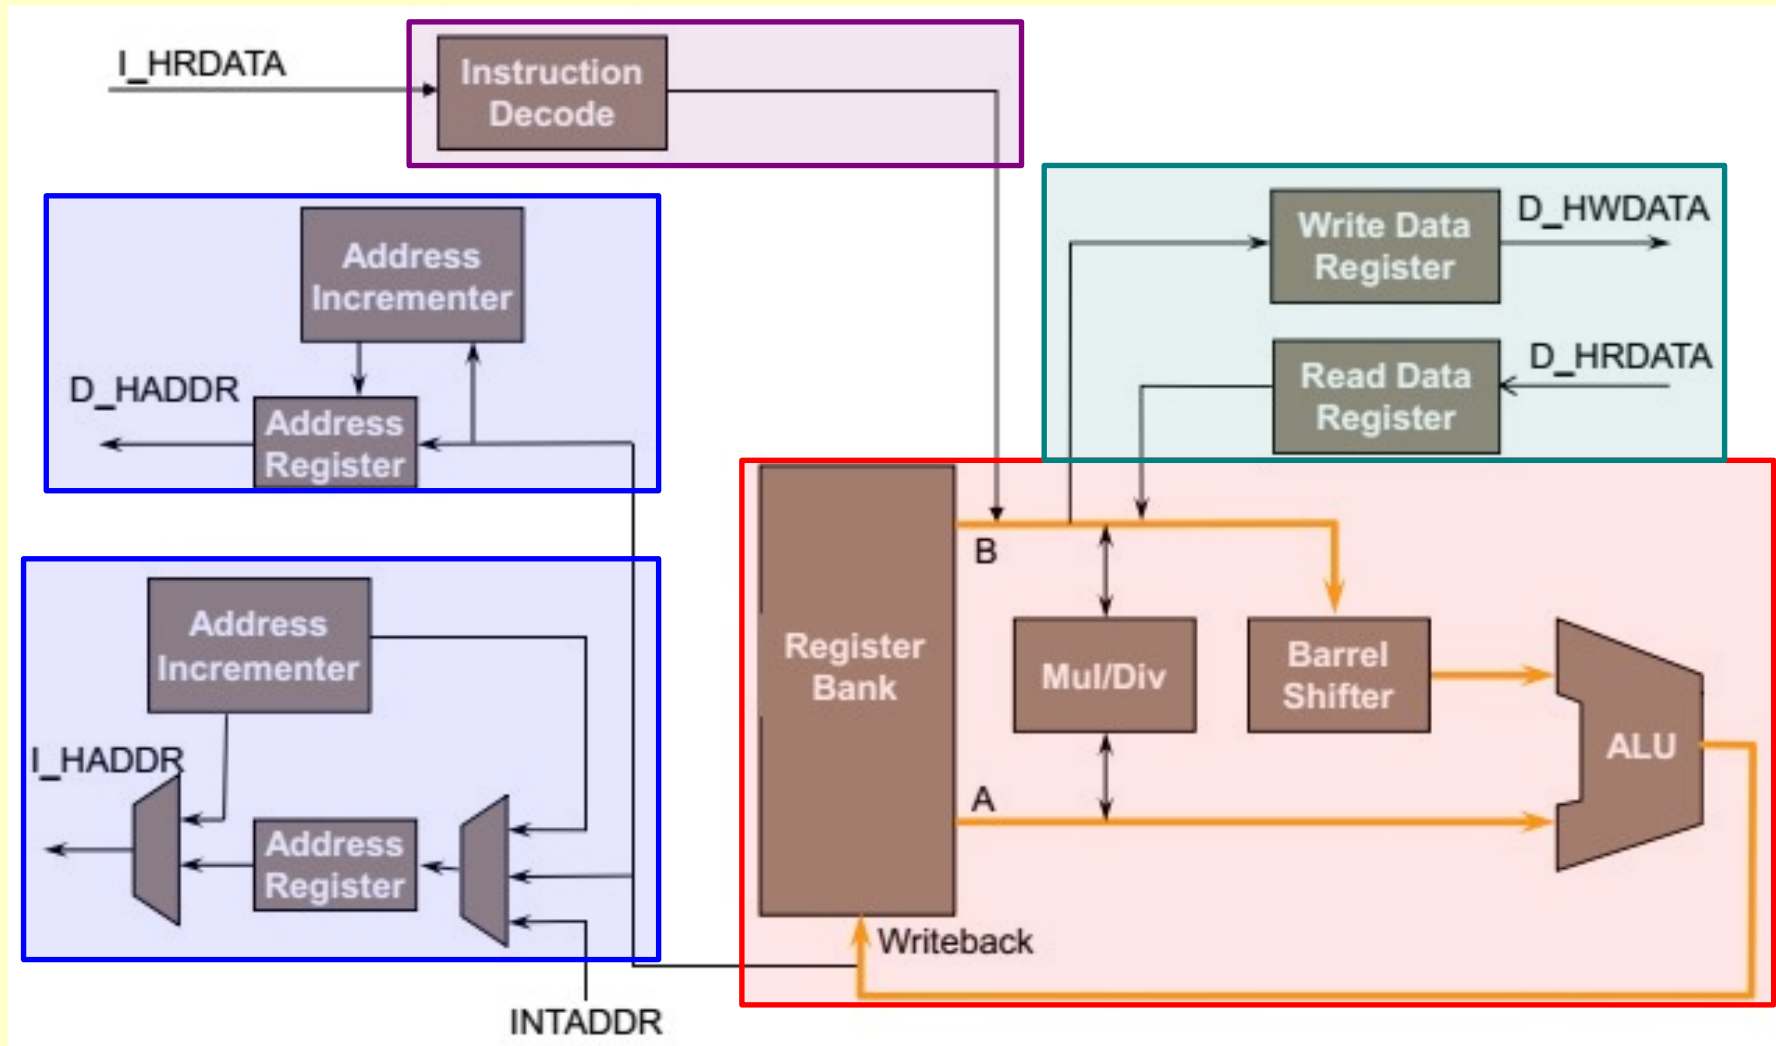 I_HRDATA
Instruction
Decode
Address
Incrementer
D_HADDR
Address
Register
Write Data
Register
D_HWDATA
Read Data
Register
D_HRDATA
Address
Incrementer
I_HADDR
Address
Register
INTADDR
Register
Bank
B
A
Mul/Div
Barrel
Shifter
ALU
Writeback